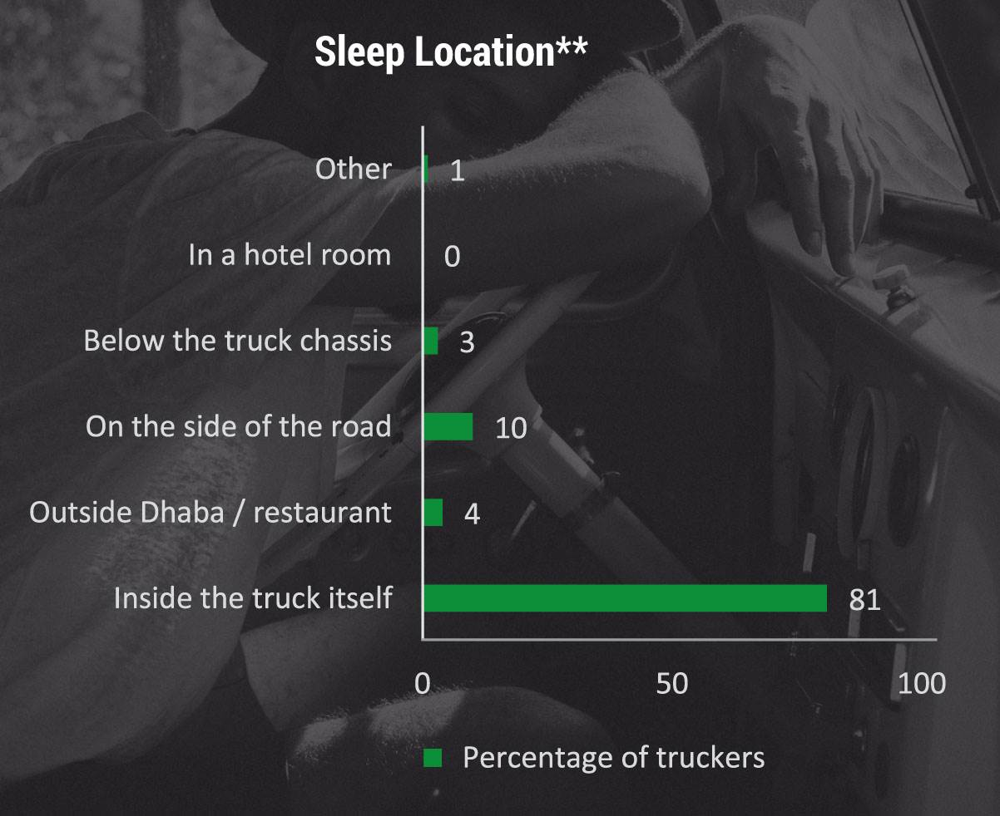 Sleep Location**
Other 1
In a hotel room 0
Below the truck chassis 3
On the side of the road 10
Outside Dhaba / restaurant 4
Inside the truck itself 81
0 50 100
Percentage of truckers